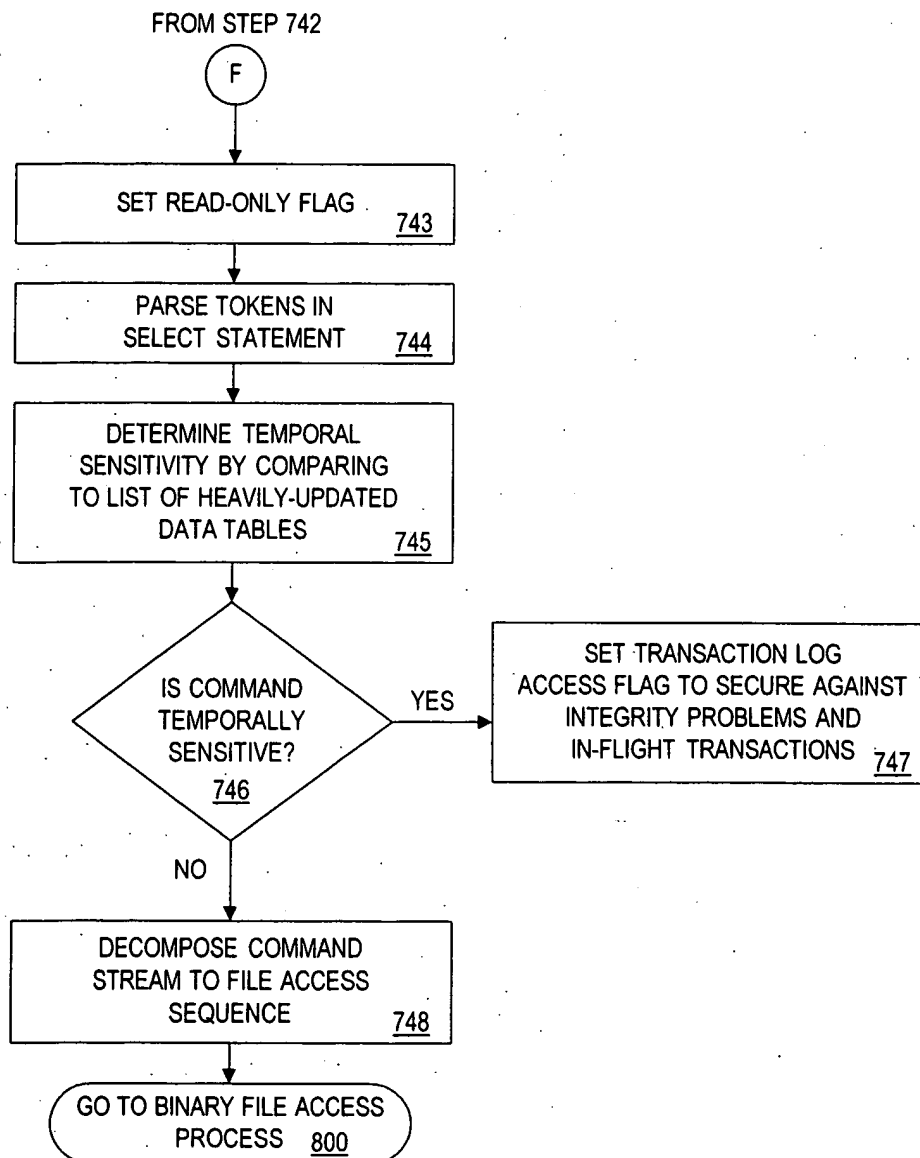 FROM STEP 742
F
SET READ-ONLY FLAG
743
PARSE TOKENS IN
SELECT STATEMENT
744
DETERMINE TEMPORAL
SENSITIVITY BY COMPARING
TO LIST OF HEAVILY-UPDATED
DATA TABLES
745
IS COMMAND
TEMPORALLY
SENSITIVE?
746
YES
SET TRANSACTION LOG
ACCESS FLAG TO SECURE AGAINST
INTEGRITY PROBLEMS AND
IN-FLIGHT TRANSACTIONS
747
NO
DECOMPOSE COMMAND
STREAM TO FILE ACCESS
SEQUENCE
748
GO TO BINARY FILE ACCESS
PROCESS 800